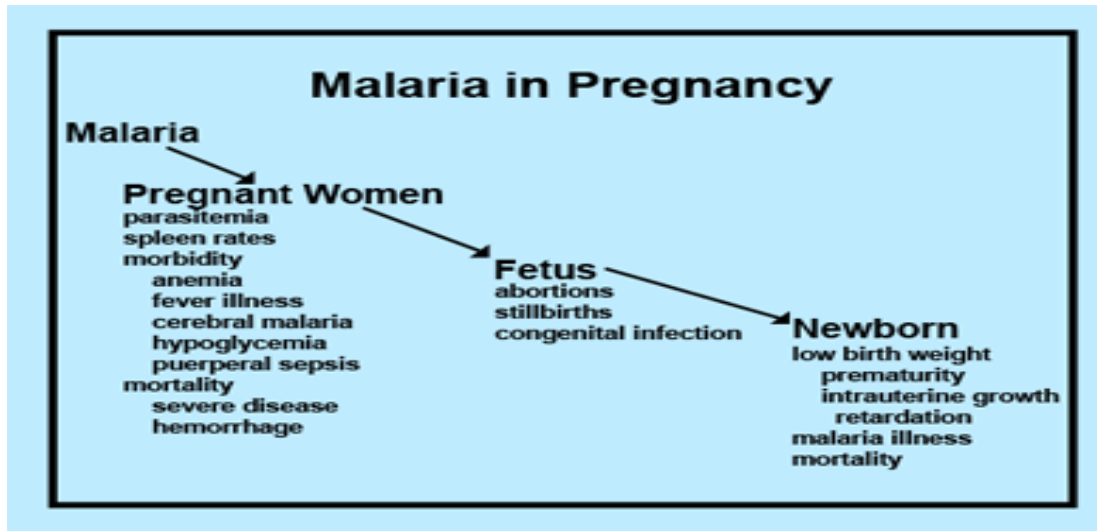 Malaria in Pregnancy
Malaria
Pregnant Women
parasitemia
spleen rates
morbidity
anemia
fever illness
cerebral malaria
hypoglycemia
puerperal sepsis
mortality
severe disease
hemorrhage
Fetus
abortions
stillbirths
congenital infection
Newborn
low birth weight
prematurity
intrauterine growth
retardation
malaria illness
mortality